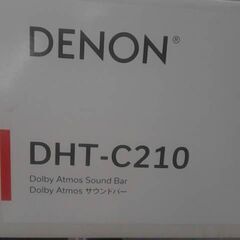 DENON®
DHT-C210
Dolby Atmos Sound Bar
Dolby Atmos サウンドバー